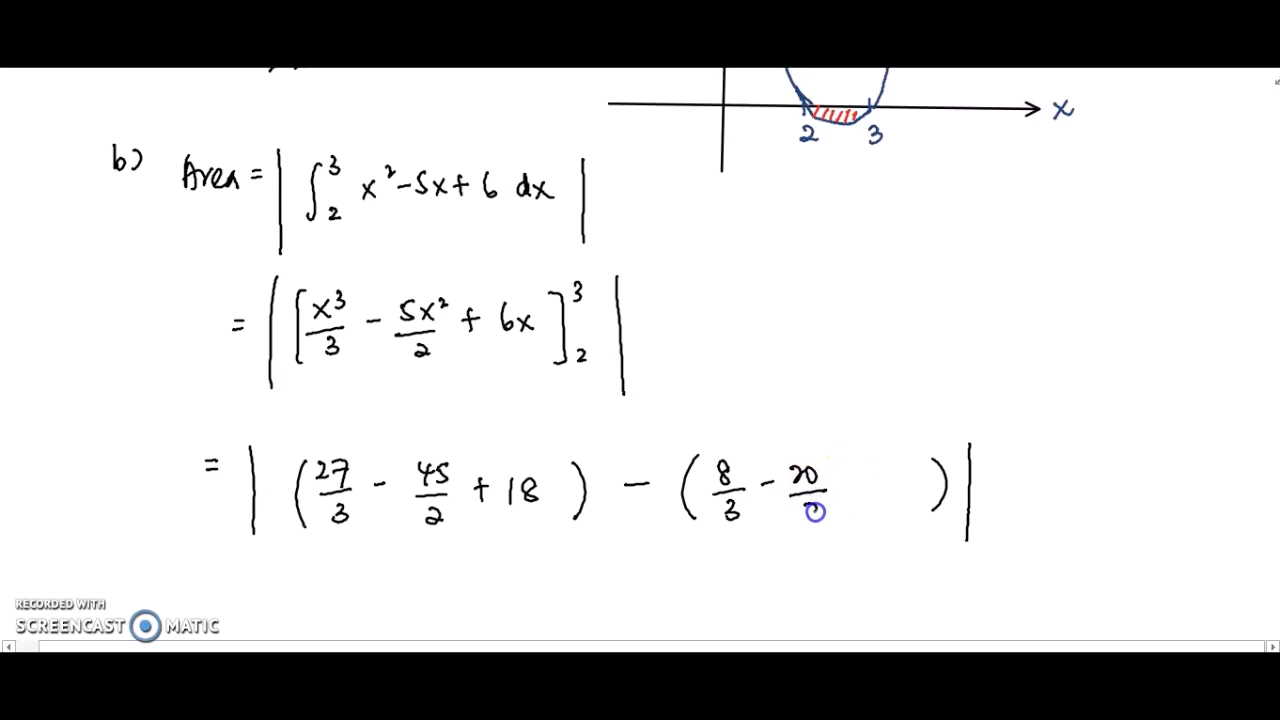 x
2 3
b) Area = | ∫₂³ x² - 5x + 6 dx |
= | [ x³/3 - 5x²/2 + 6x ]₂³ |
= | ( 27/3 - 45/2 + 18 ) - ( 8/3 - 20/ ) |
RECORDED WITH
SCREENCAST MATIC